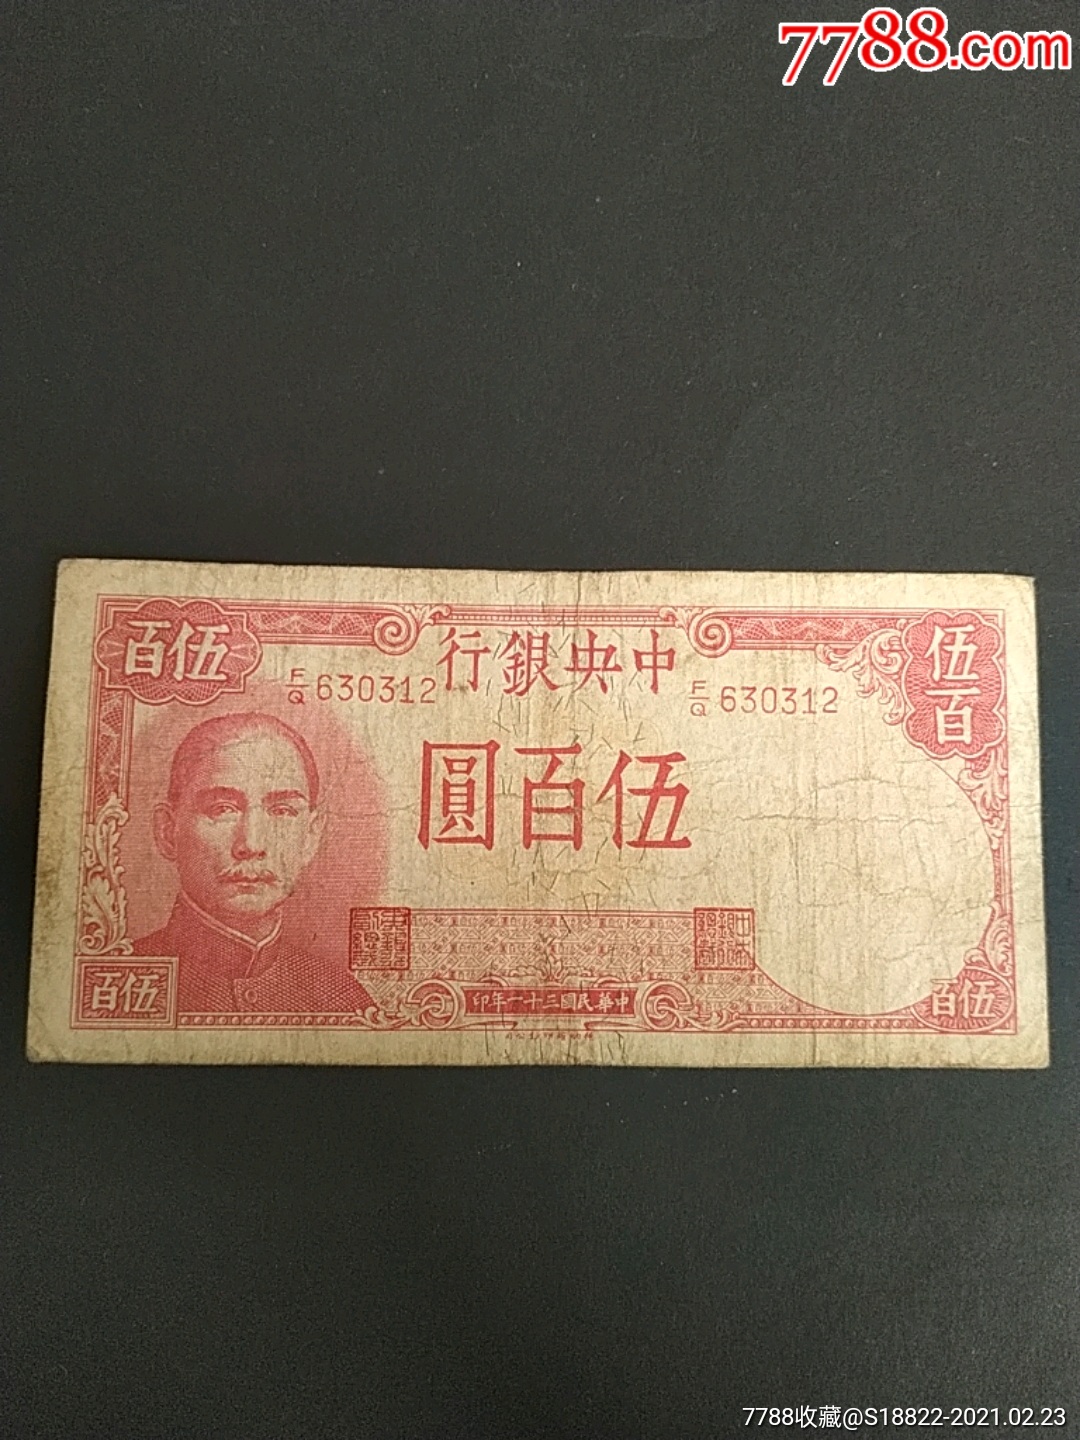 7788.com
伍百
中央銀行
伍百
F/Q 630312
F/Q 630312
伍百圓
中華民國三十一年印
伍百
伍百
7788收藏@S18822-2021.02.23